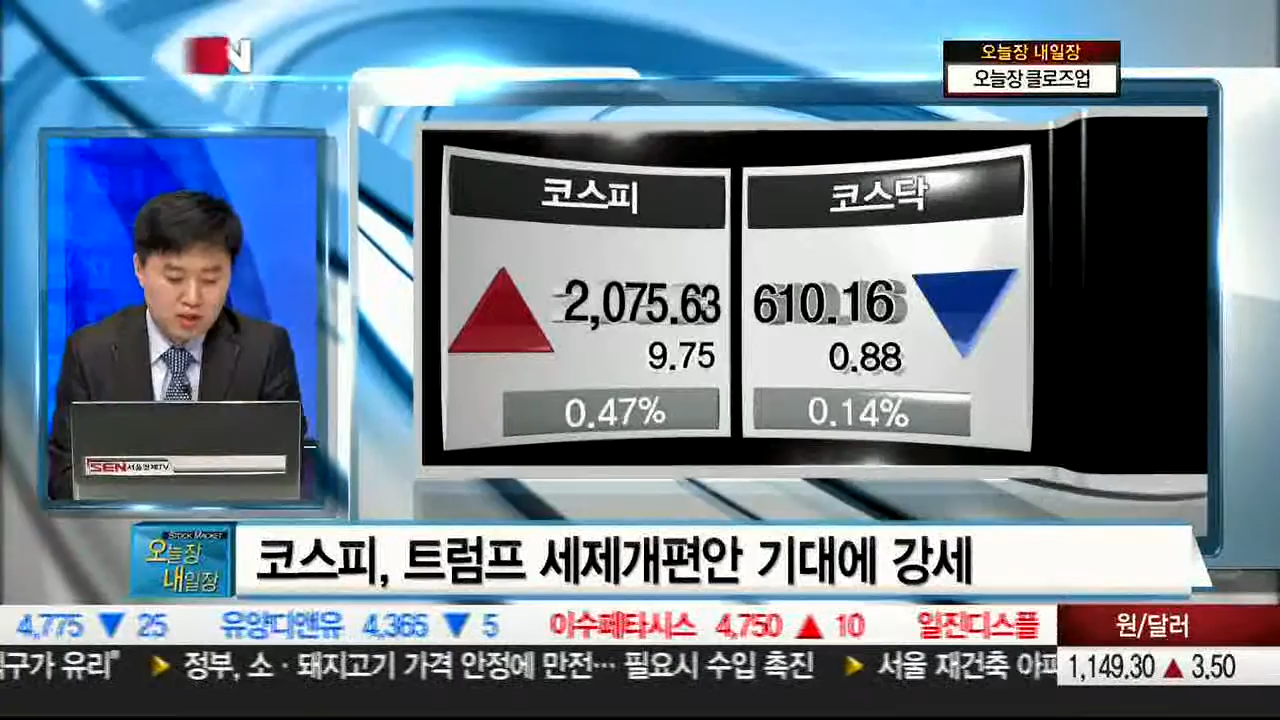 N
오늘장 내일장
오늘장 클로즈업
코스피
2,075.63
9.75
0.47%
코스닥
610.16
0.88
0.14%
SEN 서울경제TV
STOCK MARKET
오늘장
내일장
코스피, 트럼프 세제개편안 기대에 강세
4,775 ▼ 25 유양디앤유 4,365 ▼ 5 이수페타시스 4,750 ▲ 10 일진디스플
원/달러
구가 유리" 정부, 소·돼지고기 가격 안정에 만전… 필요시 수입 촉진 서울 재건축
1,149.30 ▲ 3.50